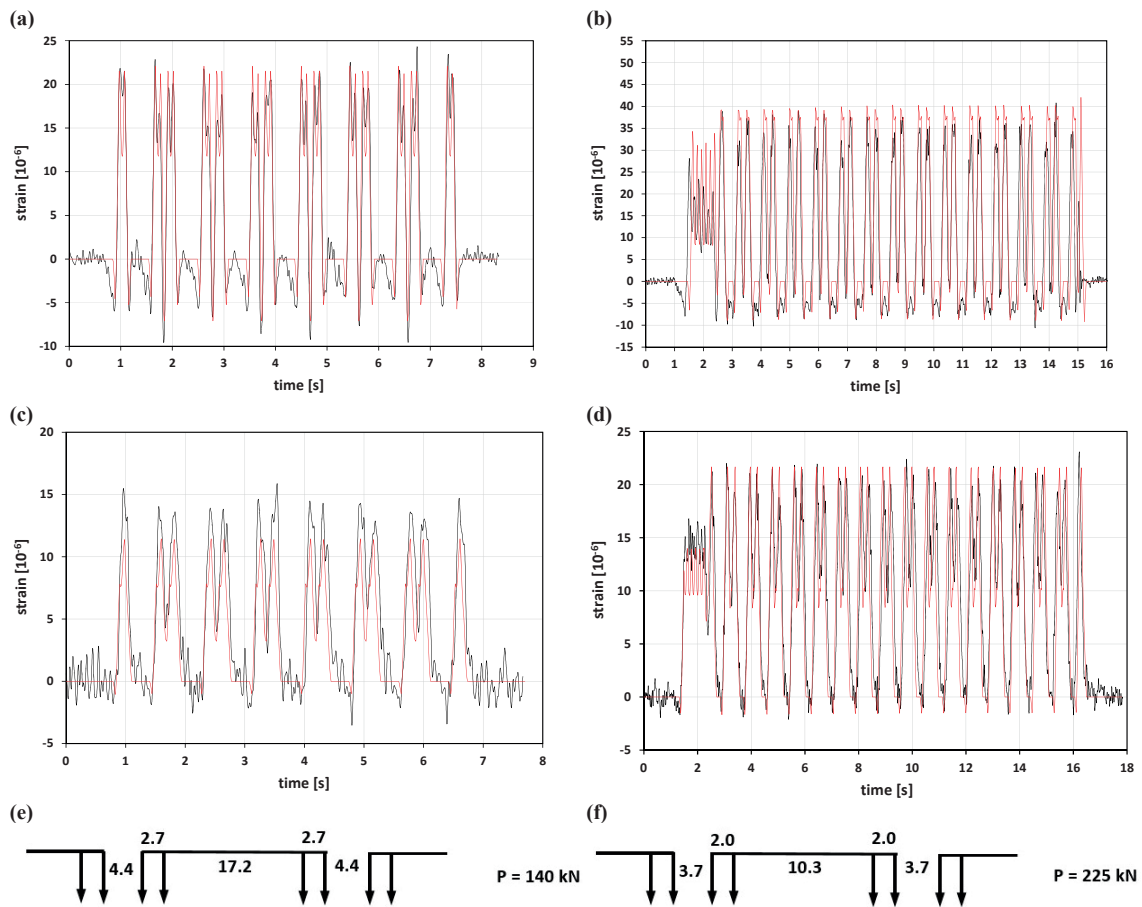 (a)
25
20
15
10
5
0
-5
-10
strain [10⁻⁶]
0 1 2 3 4 5 6 7 8 9
time [s]
(b)
55
50
45
40
35
30
25
20
15
10
5
0
-5
-10
-15
strain [10⁻⁶]
0 1 2 3 4 5 6 7 8 9 10 11 12 13 14 15 16
time [s]
(c)
20
15
10
5
0
-5
strain [10⁻⁶]
0 1 2 3 4 5 6 7 8
time [s]
(d)
25
20
15
10
5
0
-5
strain [10⁻⁶]
0 2 4 6 8 10 12 14 16 18
time [s]
(e)
2.7 2.7
4.4 17.2 4.4
P = 140 kN
(f)
2.0 2.0
3.7 10.3 3.7
P = 225 kN